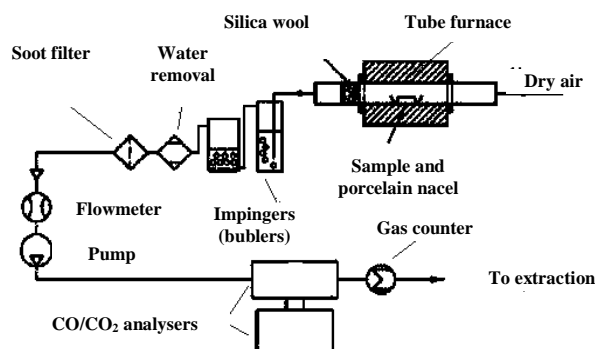 Silica wool
Tube furnace
Soot filter
Water
removal
Dry air
Sample and
porcelain nacel
Impingers
(bublers)
Flowmeter
Gas counter
Pump
To extraction
CO/CO₂ analysers